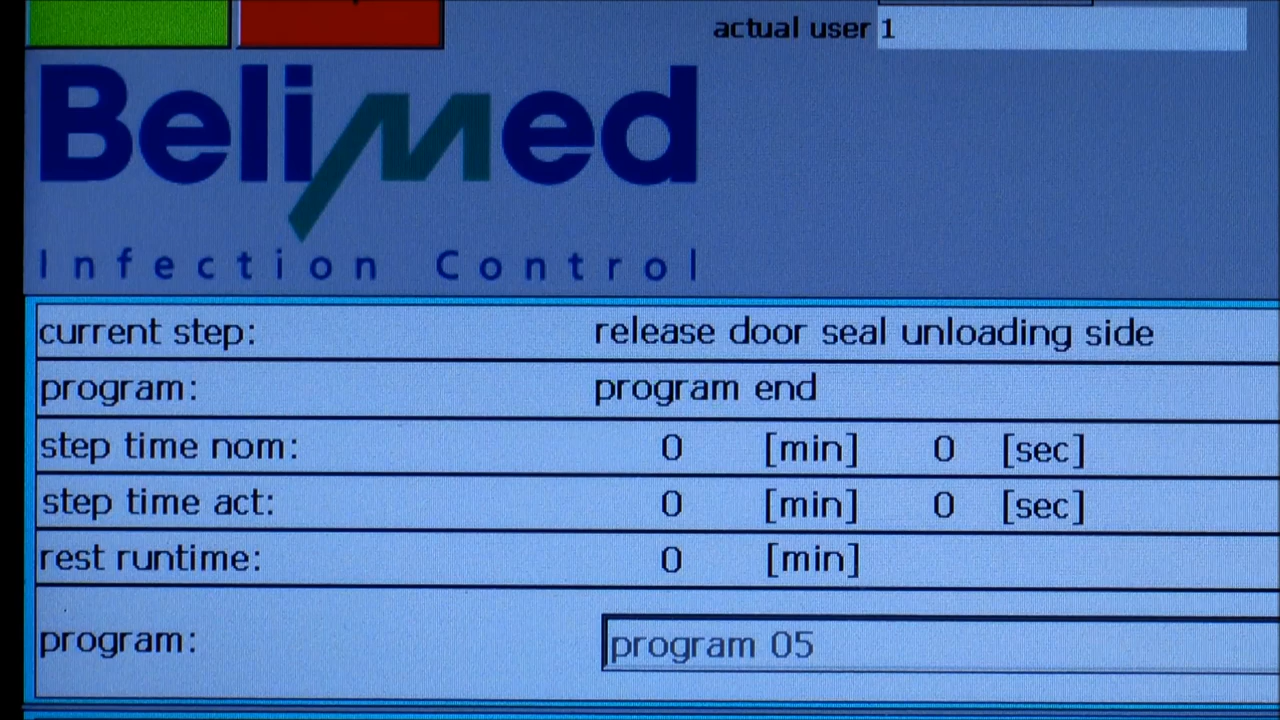 actual user 1
Belimed
Infection Control
current step: release door seal unloading side
program: program end
step time nom: 0 [min] 0 [sec]
step time act: 0 [min] 0 [sec]
rest runtime: 0 [min]
program: program 05